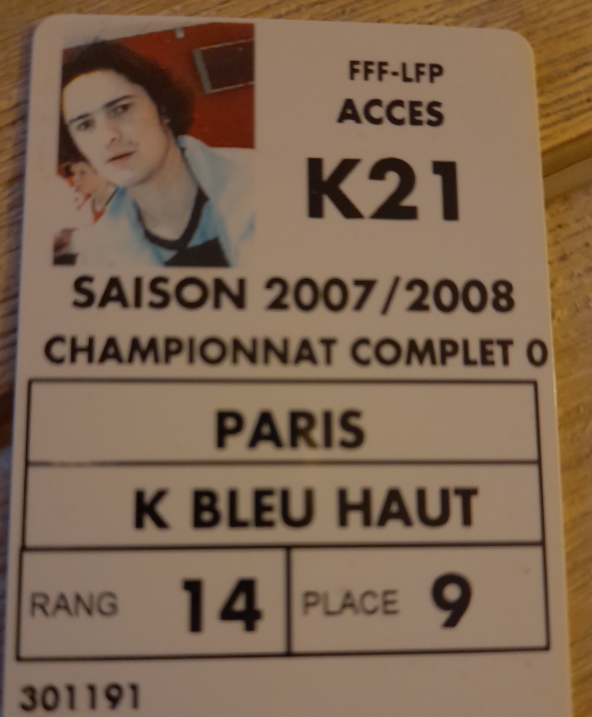 FFF-LFP
ACCES
K21
SAISON 2007/2008
CHAMPIONNAT COMPLET 0
PARIS
K BLEU HAUT
RANG 14 PLACE 9
301191